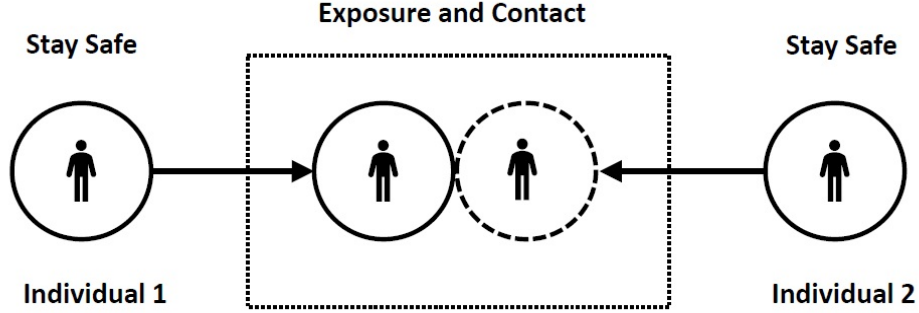 Exposure and Contact
Stay Safe
Stay Safe
Individual 1
Individual 2